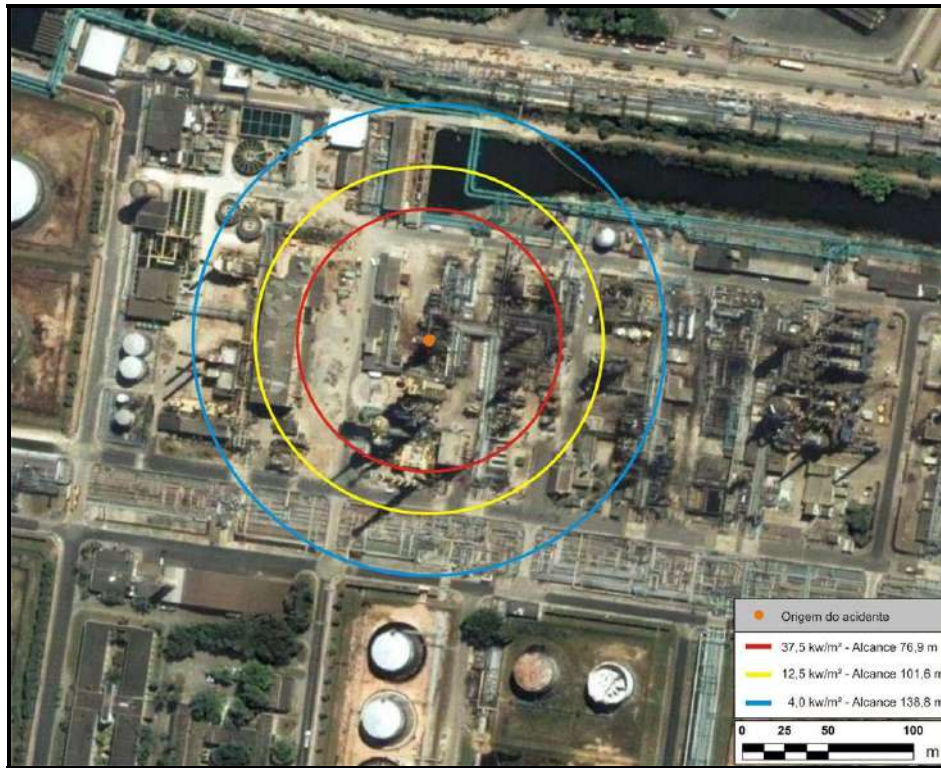 Origem do acidente
37,5 kw/m² - Alcance 76,9 m
12,5 kw/m² - Alcance 101,6 m
4,0 kw/m² - Alcance 138,8 m
0 25 50 100
m